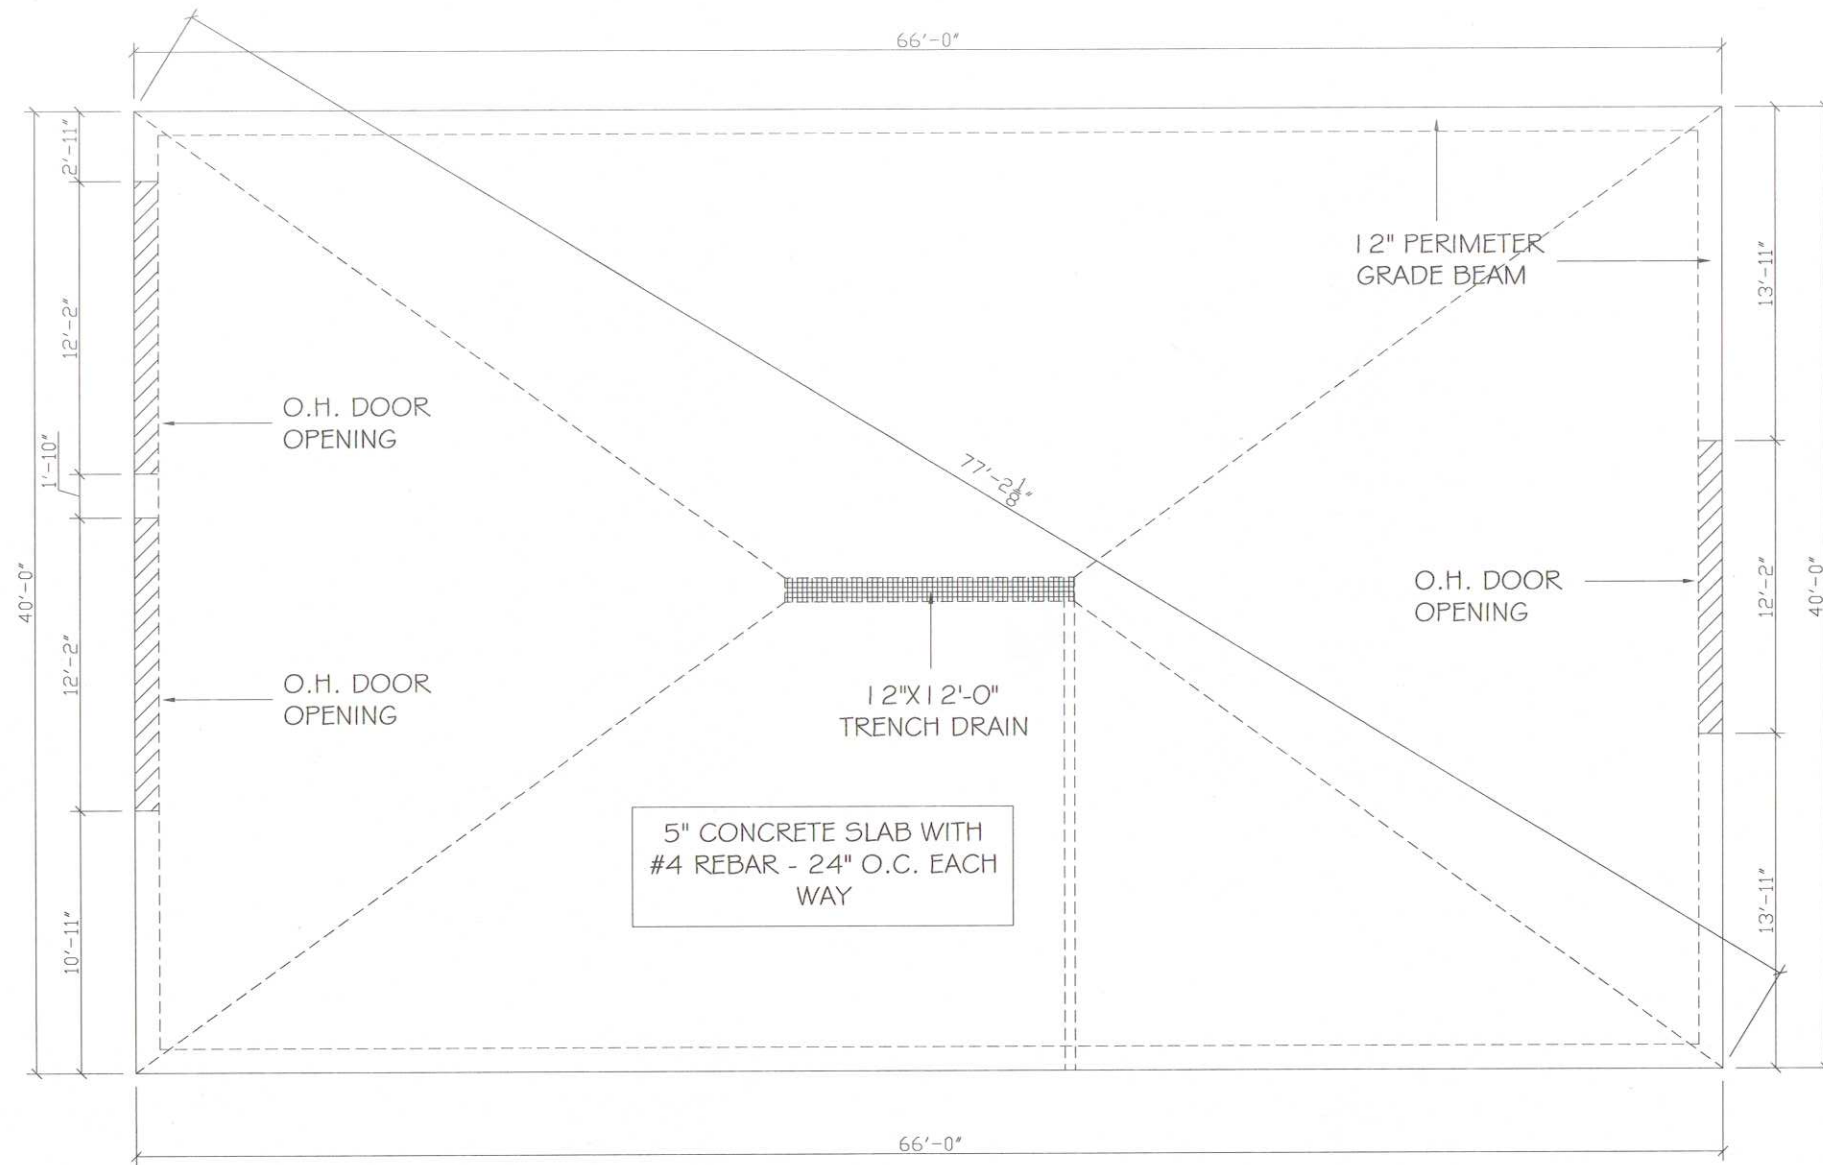 66'-0"
2'-11"
12" PERIMETER
GRADE BEAM
13'-11"
12'-2"
O.H. DOOR
OPENING
1'-10"
77'-2 1/8"
40'-0"
O.H. DOOR
OPENING
12'-2"
40'-0"
12'-2"
O.H. DOOR
OPENING
12"X12'-0"
TRENCH DRAIN
5" CONCRETE SLAB WITH
#4 REBAR - 24" O.C. EACH
WAY
10'-11"
13'-11"
66'-0"